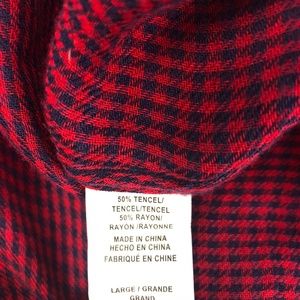 50% TENCEL/
TENCEL/TENCEL
50% RAYON/
RAYON /RAYONNE
MADE IN CHINA
HECHO EN CHINA
FABRIQUÉ EN CHINE
LARGE / GRANDE
GRAND